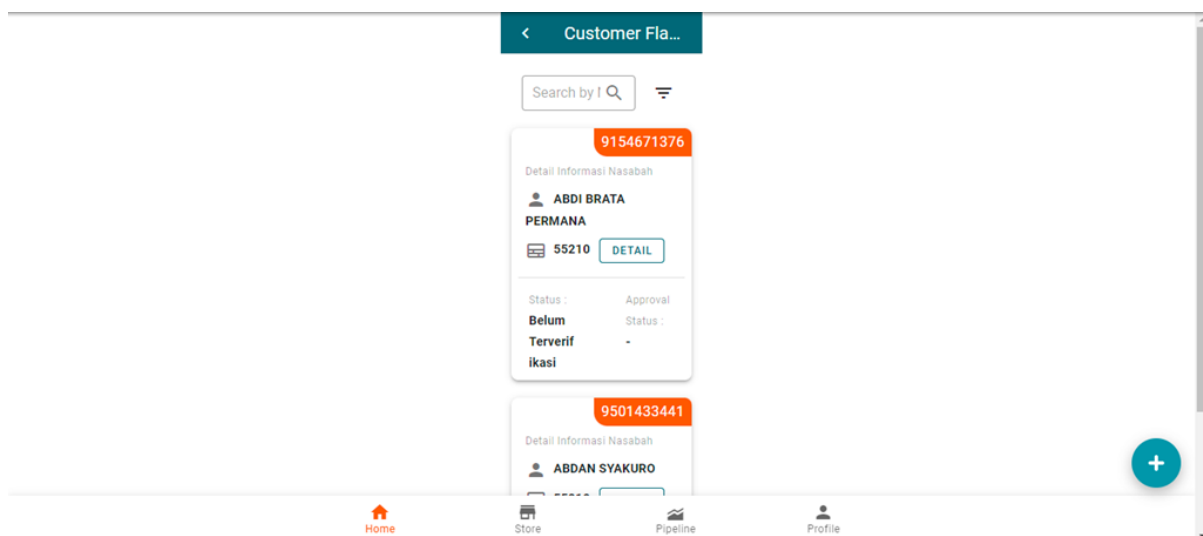 Customer Fla...
Search by
9154671376
Detail Informasi Nasabah
ABDI BRATA
PERMANA
55210 DETAIL
Status : Approval
Belum Status :
Terverif -
ikasi
9501433441
Detail Informasi Nasabah
ABDAN SYAKURO
Home Store Pipeline Profile